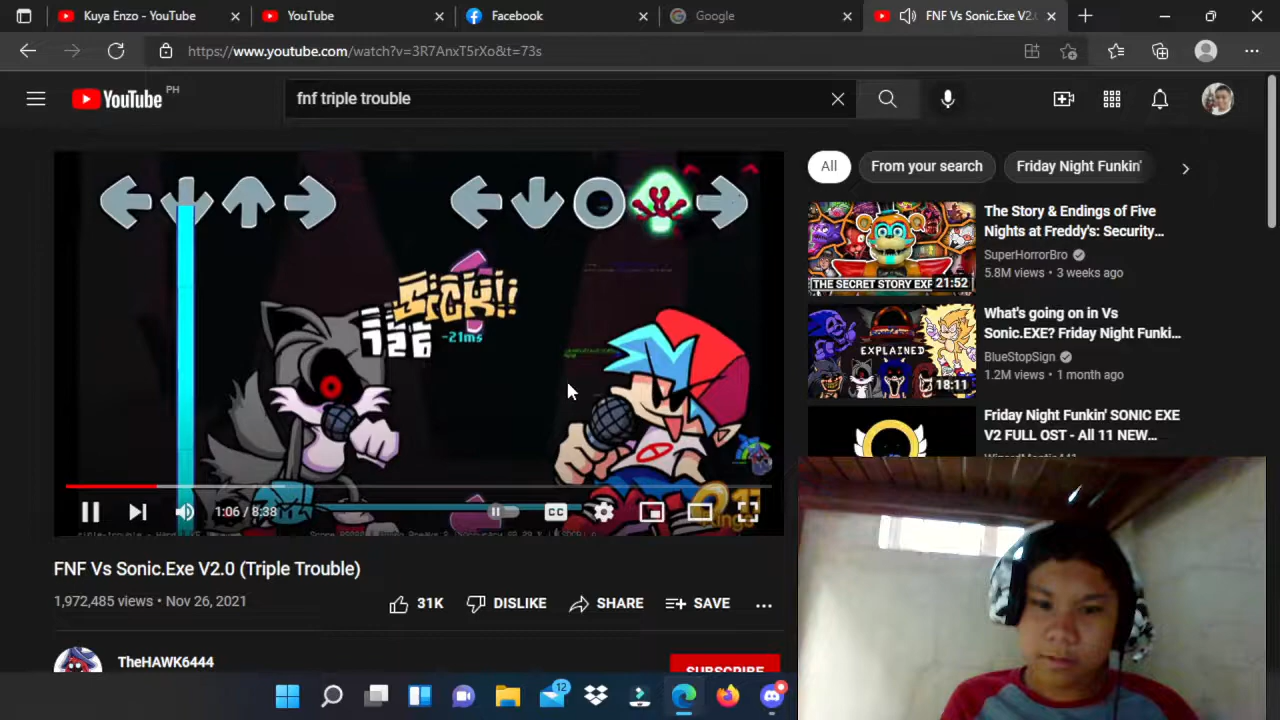 Kuya Enzo - YouTube
YouTube
Facebook
Google
FNF Vs Sonic.Exe V2.
https://www.youtube.com/watch?v=3R7AnxT5rXo&t=73s
YouTube PH
fnf triple trouble
All
From your search
Friday Night Funkin'
SICK!!
126
-21ms
The Story & Endings of Five
Nights at Freddy's: Security...
SuperHorrorBro
5.8M views • 3 weeks ago
THE SECRET STORY
21:52
What's going on in Vs
Sonic.EXE? Friday Night Funki...
BlueStopSign
1.2M views • 1 month ago
EXPLAINED
18:11
Friday Night Funkin' SONIC EXE
V2 FULL OST - All 11 NEW...
1:06 / 8:38
CC
FNF Vs Sonic.Exe V2.0 (Triple Trouble)
1,972,485 views • Nov 26, 2021
31K
DISLIKE
SHARE
SAVE
TheHAWK6444
SUBSCRIBE
12